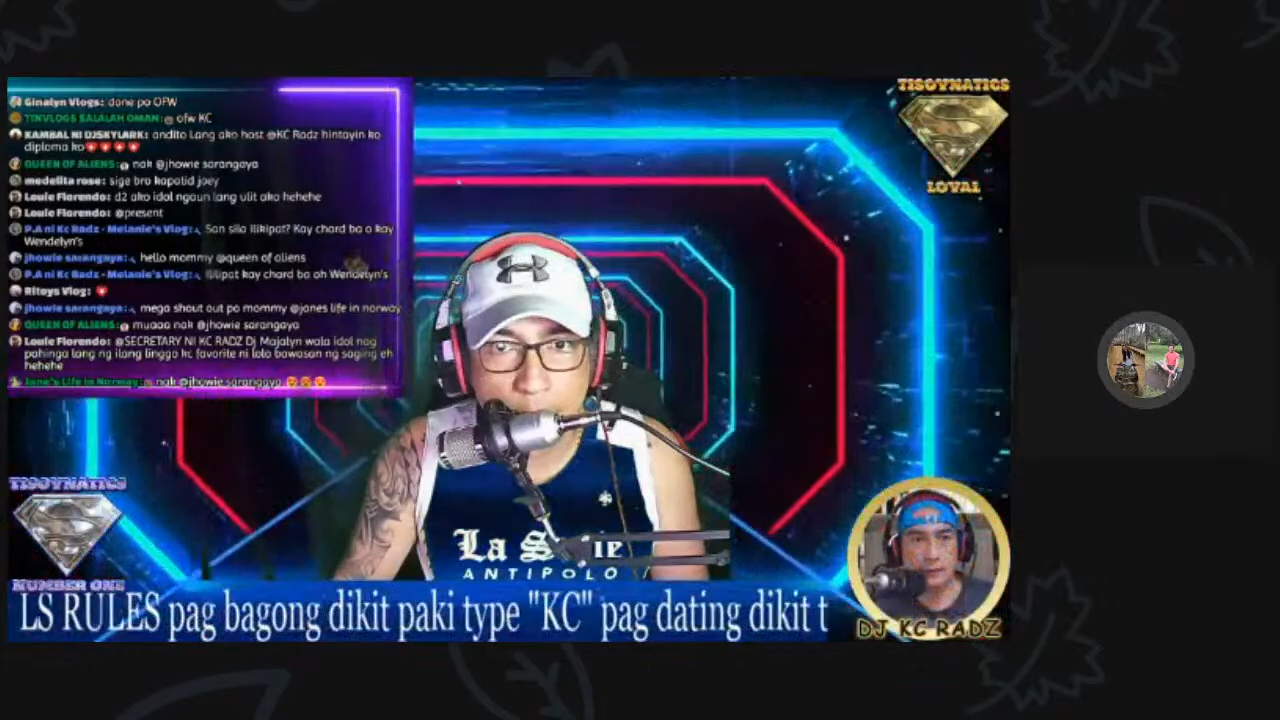 Ginalyn Vlogs: done po OFW
TINVLOGS SALALAH OMAN: ofw KC
KAMBAL NI DJSKYLARK: andito Lang ako host @KC Radz hintayin ko
diploma ko
QUEEN OF ALIENS: nak @jhowie sarangaya
medelita rose: sige bro kapatid joey
Louie Florendo: d2 ako idol ngaun lang ulit ako hehehe
Louie Florendo: @present
P.A ni Kc Radz - Melanie's Vlog: San sila ililipat? Kay chard ba o kay
Wendelyn's
jhowie sarangaya: hello mommy @queen of aliens
P.A ni Kc Radz - Melanie's Vlog: lilipat kay chard ba oh Wendelyn's
Ritoys Vlog:
jhowie sarangaya: mega shout out po mommy @janes life in norway
QUEEN OF ALIENS: muaaa nak @jhowie sarangaya
Louie Florendo: @SECRETARY NI KC RADZ Dj Majalyn wala idol nag
pahinga lang ng ilang linggo kc favorite ni lolo bawasan ng saging eh
hehehe
Jane's Life in Norway: nak @jhowie sarangaya
TISOYNATICS
LOYAL
La S ie
ANTIPOLO
TISOYNATICS
NUMBER ONE
LS RULES pag bagong dikit paki type "KC" pag dating dikit t
DJ KC RADZ